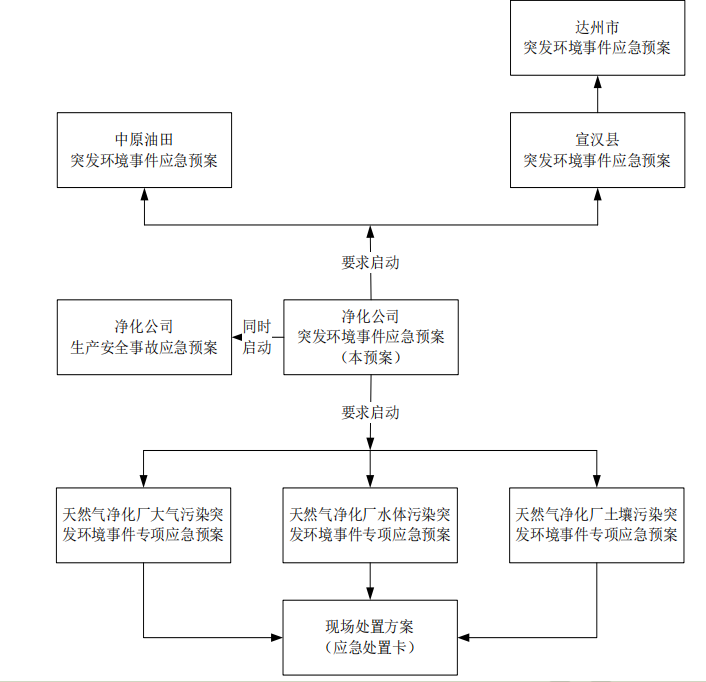 达州市
突发环境事件应急预案
中原油田
突发环境事件应急预案
宣汉县
突发环境事件应急预案
要求启动
净化公司
生产安全事故应急预案
同时
启动
净化公司
突发环境事件应急预案
（本预案）
要求启动
天然气净化厂大气污染突
发环境事件专项应急预案
天然气净化厂水体污染突
发环境事件专项应急预案
天然气净化厂土壤污染突
发环境事件专项应急预案
现场处置方案
（应急处置卡）